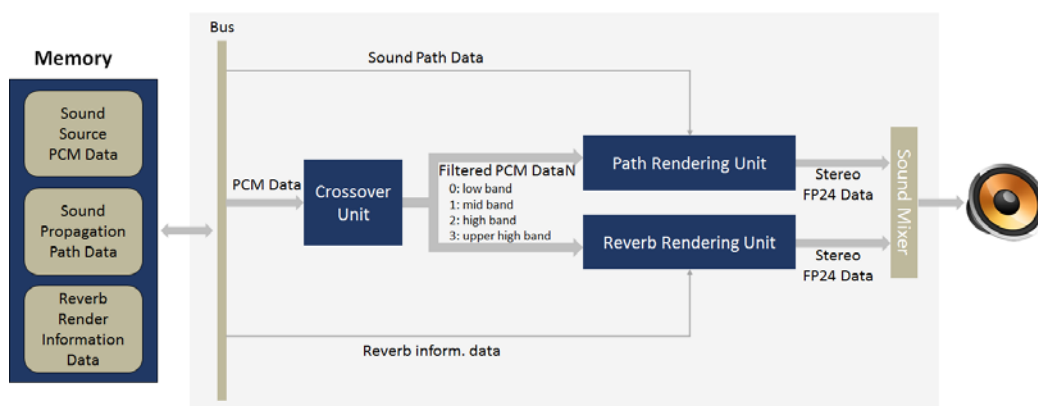 Memory
Sound
Source
PCM Data
Sound
Propagation
Path Data
Reverb
Render
Information
Data
Bus
Sound Path Data
PCM Data
Crossover
Unit
Filtered PCM DataN
0: low band
1: mid band
2: high band
3: upper high band
Path Rendering Unit
Reverb Rendering Unit
Stereo
FP24 Data
Stereo
FP24 Data
Sound Mixer
Reverb inform. data